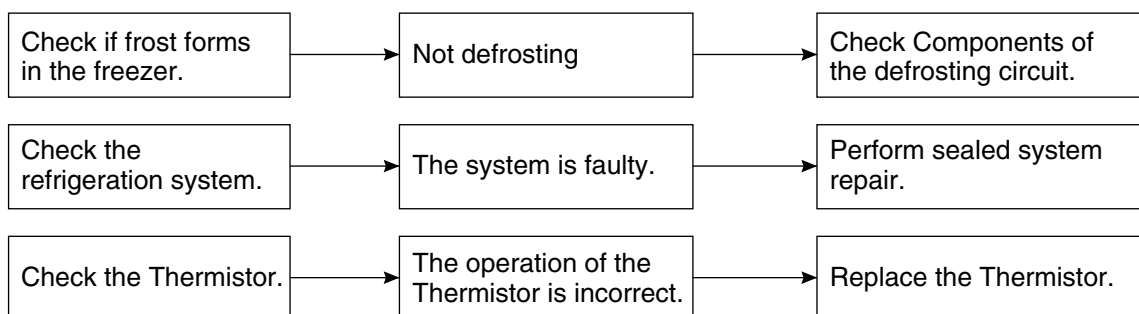 Check if frost forms
in the freezer.
Not defrosting
Check Components of
the defrosting circuit.
Check the
refrigeration system.
The system is faulty.
Perform sealed system
repair.
Check the Thermistor.
The operation of the
Thermistor is incorrect.
Replace the Thermistor.